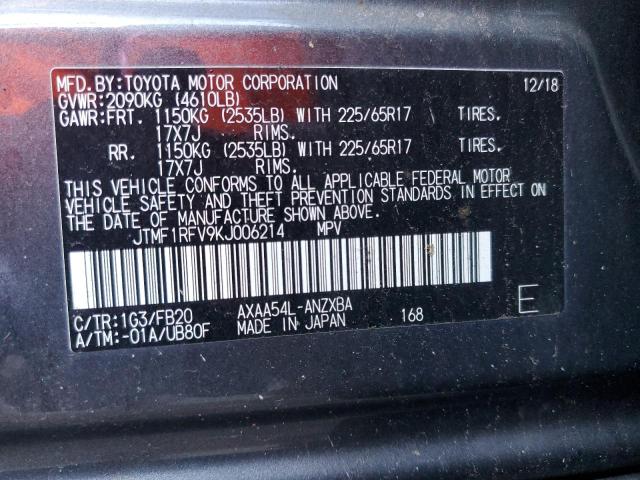 MFD.BY:TOYOTA MOTOR CORPORATION 12/18
GVWR:2090KG (4610LB)
GAWR:FRT. 1150KG (2535LB) WITH 225/65R17 TIRES.
17X7J RIMS.
RR. 1150KG (2535LB) WITH 225/65R17 TIRES.
17X7J RIMS.
THIS VEHICLE CONFORMS TO ALL APPLICABLE FEDERAL MOTOR
VEHICLE SAFETY AND THEFT PREVENTION STANDARDS IN EFFECT ON
THE DATE OF MANUFACTURE SHOWN ABOVE.
JTMF1RFV9KJ006214 MPV
C/TR:1G3/FB20 AXAA54L-ANZXBA
A/TM:-01A/UB80F MADE IN JAPAN 168 E